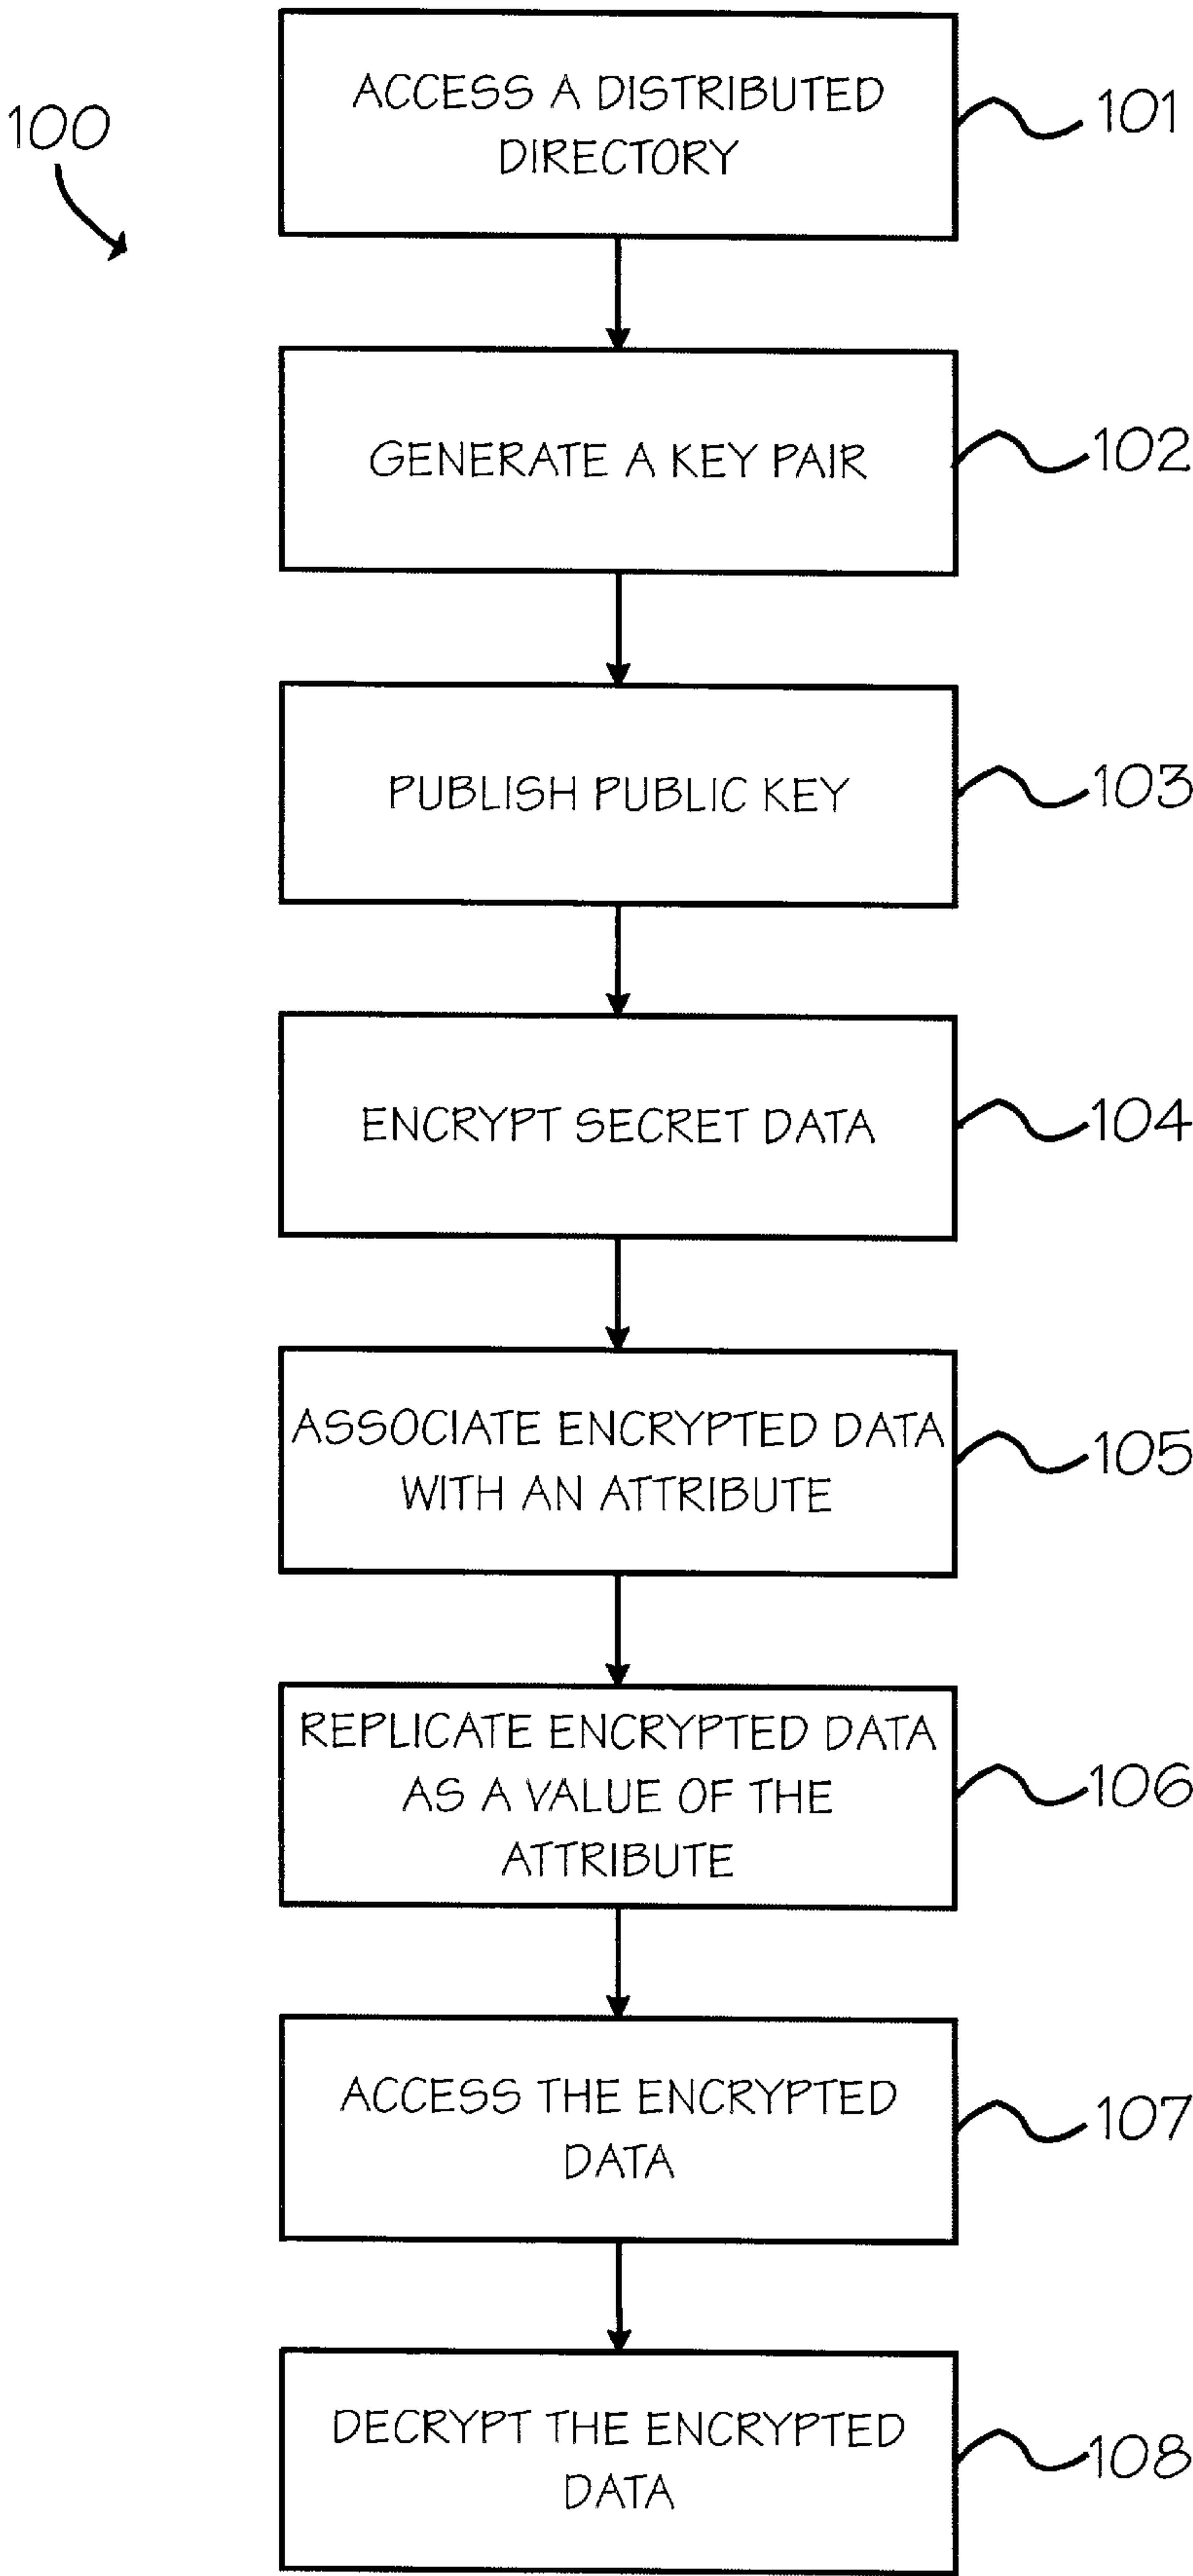 100
ACCESS A DISTRIBUTED
DIRECTORY
101
GENERATE A KEY PAIR
102
PUBLISH PUBLIC KEY
103
ENCRYPT SECRET DATA
104
ASSOCIATE ENCRYPTED DATA
WITH AN ATTRIBUTE
105
REPLICATE ENCRYPTED DATA
AS A VALUE OF THE
ATTRIBUTE
106
ACCESS THE ENCRYPTED
DATA
107
DECRYPT THE ENCRYPTED
DATA
108